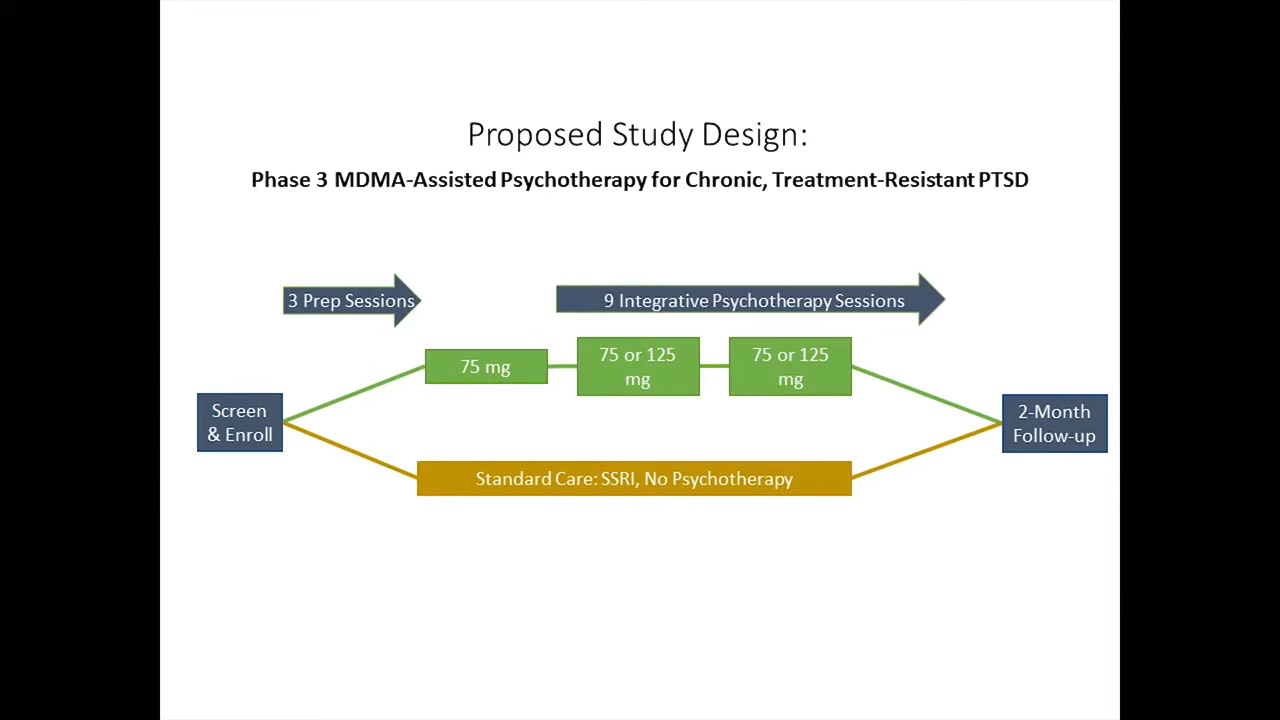 Proposed Study Design:
Phase 3 MDMA-Assisted Psychotherapy for Chronic, Treatment-Resistant PTSD
3 Prep Sessions
9 Integrative Psychotherapy Sessions
75 mg
75 or 125
mg
75 or 125
mg
Screen
& Enroll
2-Month
Follow-up
Standard Care: SSRI, No Psychotherapy